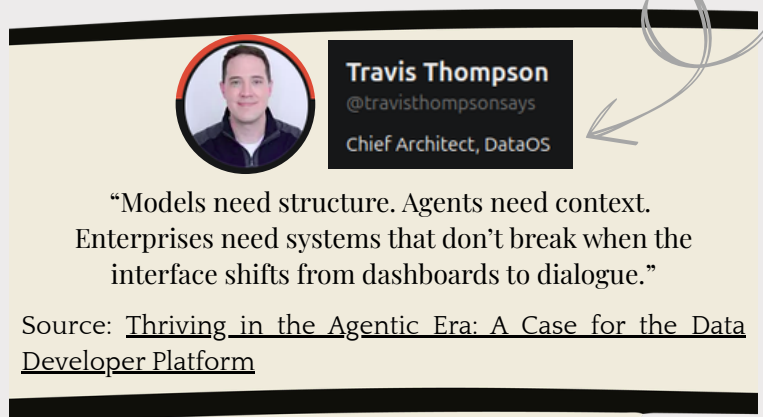 Travis Thompson
@travisthompsonsays
Chief Architect, DataOS
“Models need structure. Agents need context.
Enterprises need systems that don’t break when the
interface shifts from dashboards to dialogue.”
Source: Thriving in the Agentic Era: A Case for the Data
Developer Platform